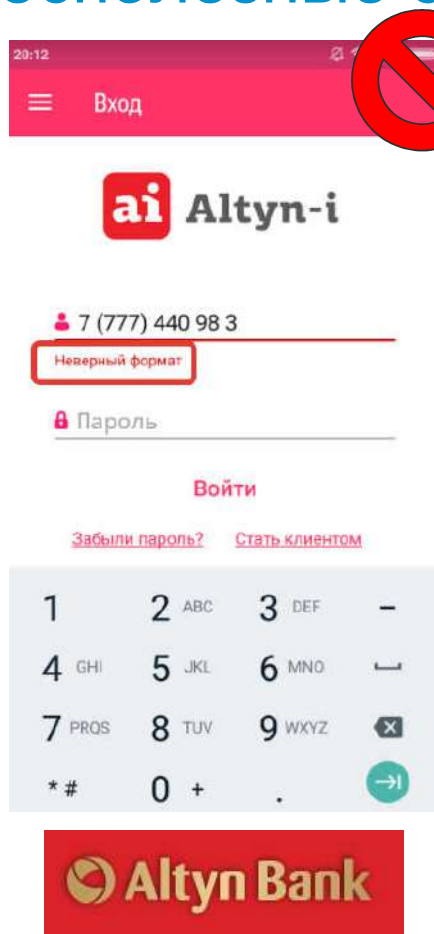 20:12
Вход
ai Altyn-i
7 (777) 440 98 3
Неверный формат
Пароль
Войти
Забыли пароль? Стать клиентом
1 2 ABC 3 DEF -
4 GHI 5 JKL 6 MNO
7 PQRS 8 TUV 9 WXYZ
* # 0 + .
Altyn Bank